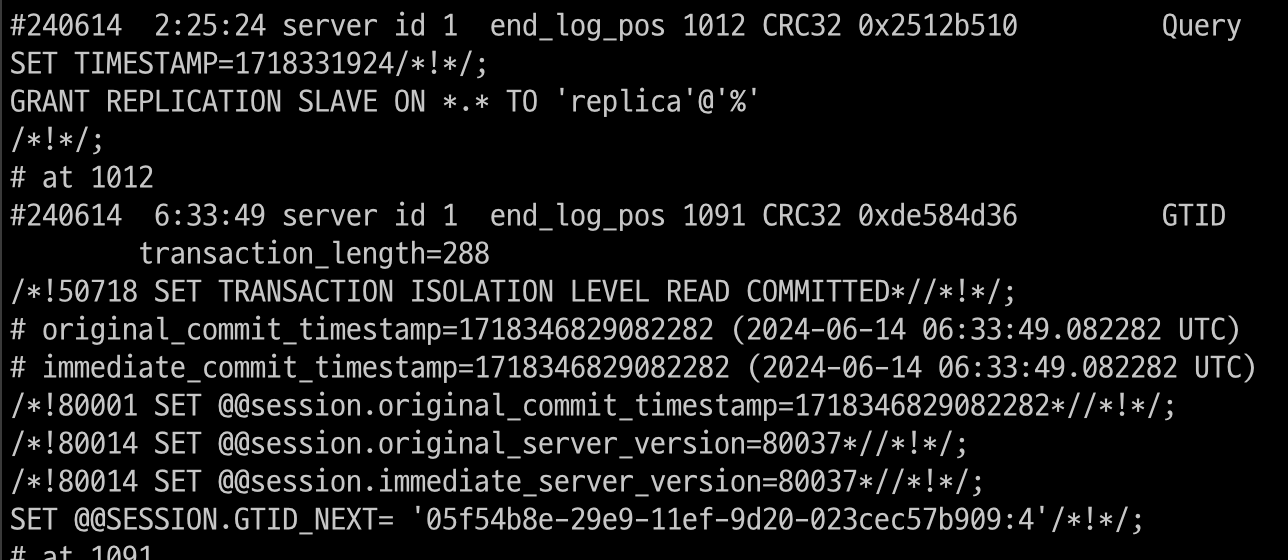 #240614  2:25:24 server id 1  end_log_pos 1012 CRC32 0x2512b510         Query
SET TIMESTAMP=1718331924/*!*/;
GRANT REPLICATION SLAVE ON *.* TO 'replica'@'%'
/*!*/;
# at 1012
#240614  6:33:49 server id 1  end_log_pos 1091 CRC32 0xde584d36         GTID
        transaction_length=288
/*!50718 SET TRANSACTION ISOLATION LEVEL READ COMMITTED*//*!*/;
# original_commit_timestamp=1718346829082282 (2024-06-14 06:33:49.082282 UTC)
# immediate_commit_timestamp=1718346829082282 (2024-06-14 06:33:49.082282 UTC)
/*!80001 SET @@session.original_commit_timestamp=1718346829082282*//*!*/;
/*!80014 SET @@session.original_server_version=80037*//*!*/;
/*!80014 SET @@session.immediate_server_version=80037*//*!*/;
SET @@SESSION.GTID_NEXT= '05f54b8e-29e9-11ef-9d20-023cec57b909:4'/*!*/;
# at 1091